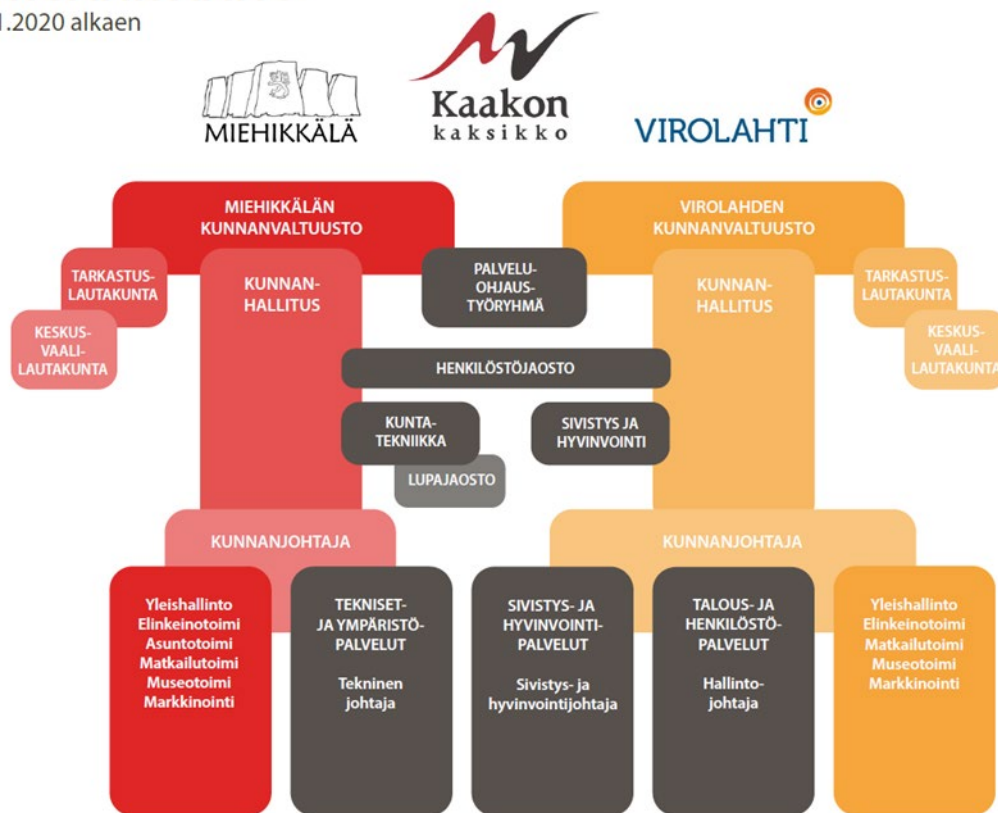 1.2020 alkaen
MIEHIKKÄLÄ
Kaakon
kaksikko
VIROLAHTI
MIEHIKKÄLÄN
KUNNANVALTUUSTO
VIROLAHDEN
KUNNANVALTUUSTO
TARKASTUS-
LAUTAKUNTA
KESKUS-
VAALI-
LAUTAKUNTA
KUNNAN-
HALLITUS
PALVELU-
OHJAUS-
TYÖRYHMÄ
KUNNAN-
HALLITUS
TARKASTUS-
LAUTAKUNTA
KESKUS-
VAALI-
LAUTAKUNTA
HENKILÖSTÖJAOSTO
KUNTA-
TEKNIIKKA
LUPAJAOSTO
SIVISTYS JA
HYVINVOINTI
KUNNANJOHTAJA
KUNNANJOHTAJA
Yleishallinto
Elinkeinotoimi
Asuntotoimi
Matkailutoimi
Museotoimi
Markkinointi
TEKNISET-
JA YMPÄRISTÖ-
PALVELUT
Tekninen
johtaja
SIVISTYS- JA
HYVINVOINTI-
PALVELUT
Sivistys- ja
hyvinvointijohtaja
TALOUS- JA
HENKILÖSTÖ-
PALVELUT
Hallinto-
johtaja
Yleishallinto
Elinkeinotoimi
Matkailutoimi
Museotoimi
Markkinointi